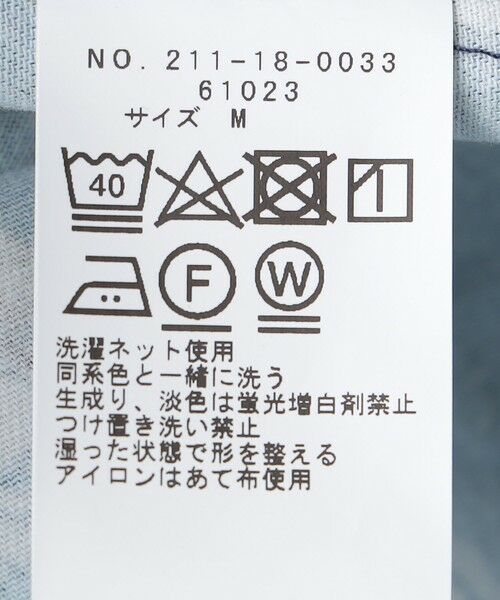 NO. 211-18-0033
61023
サイズ M
40
F W
洗濯ネット使用
同系色と一緒に洗う
生成り、淡色は蛍光増白剤禁止
つけ置き洗い禁止
湿った状態で形を整える
アイロンはあて布使用